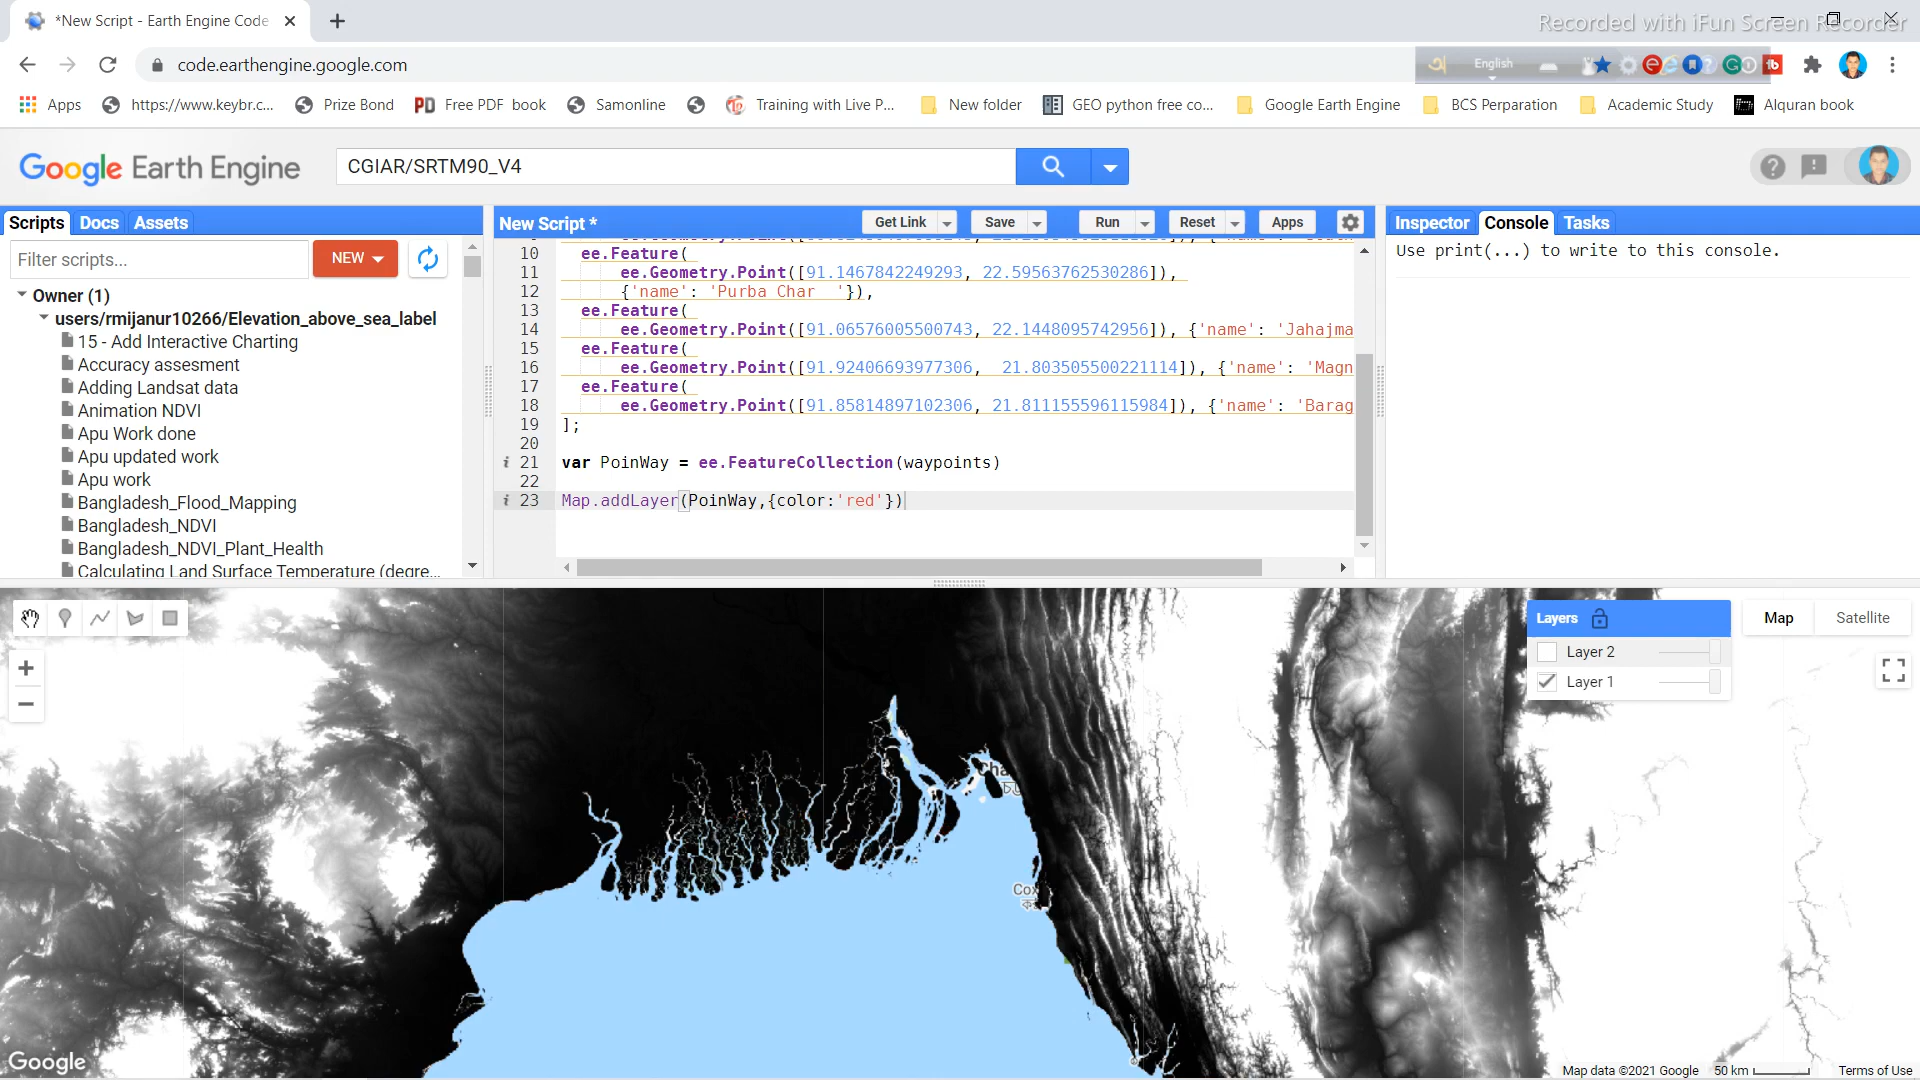 *New Script - Earth Engine Code
Recorded with iFun Screen Recorder
code.earthengine.google.com
English
Apps
https://www.keybr.c...
Prize Bond
Free PDF book
Samonline
Training with Live P...
New folder
GEO python free co...
Google Earth Engine
BCS Perparation
Academic Study
Alquran book
Google Earth Engine
CGIAR/SRTM90_V4
Scripts Docs Assets
Filter scripts...
NEW
Owner (1)
users/rmijanur10266/Elevation_above_sea_label
15 - Add Interactive Charting
Accuracy assesment
Adding Landsat data
Animation NDVI
Apu Work done
Apu updated work
Apu work
Bangladesh_Flood_Mapping
Bangladesh_NDVI
Bangladesh_NDVI_Plant_Health
Calculating Land Surface Temperature (degre...
New Script *
Get Link
Save
Run
Reset
Apps
10 ee.Feature(
11 ee.Geometry.Point([91.1467842249293, 22.59563762530286]),
12 {'name': 'Purba Char  '}),
13 ee.Feature(
14 ee.Geometry.Point([91.06576005500743, 22.1448095742956]), {'name': 'Jahajma
15 ee.Feature(
16 ee.Geometry.Point([91.92406693977306,  21.803505500221114]), {'name': 'Magn
17 ee.Feature(
18 ee.Geometry.Point([91.85814897102306, 21.811155596115984]), {'name': 'Barag
19 ];
20
21 var PoinWay = ee.FeatureCollection(waypoints)
22
23 Map.addLayer(PoinWay,{color:'red'})
Inspector Console Tasks
Use print(...) to write to this console.
Layers
Layer 2
Layer 1
Map
Satellite
Cha
Cox
Google
Map data ©2021 Google
50 km
Terms of Use